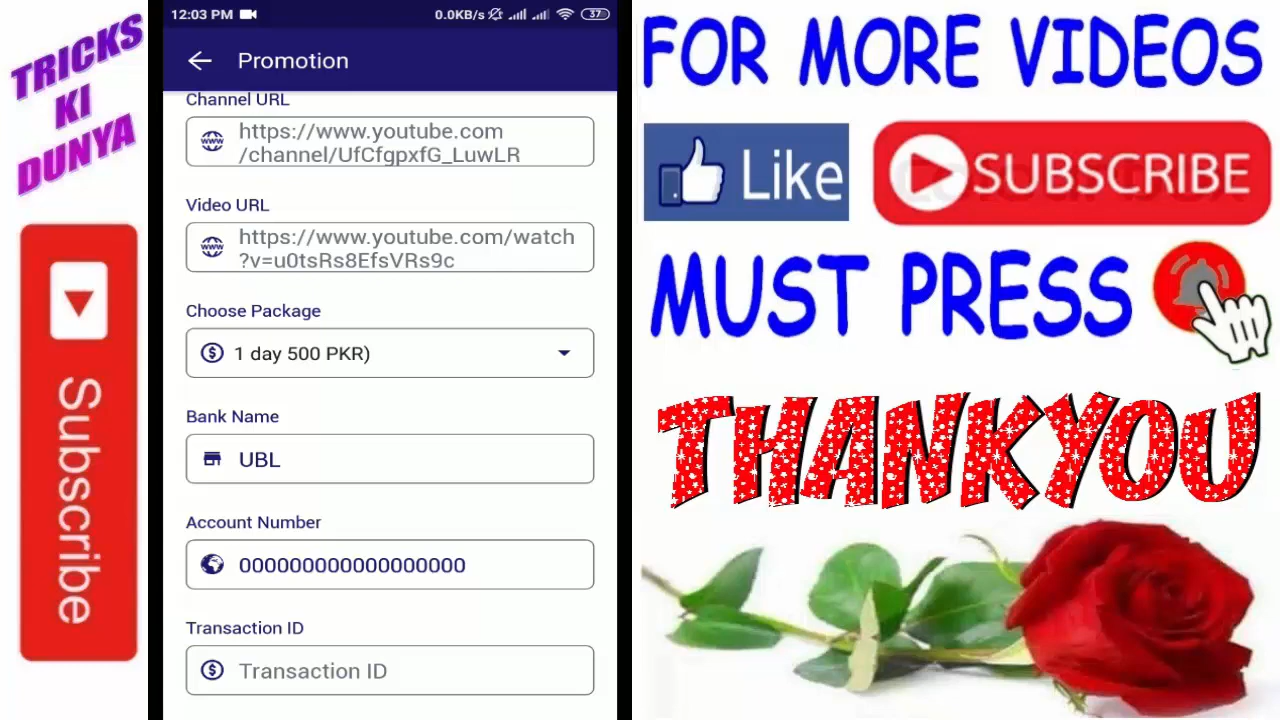 TRICKS
KI
DUNYA
Subscribe
12:03 PM
0.0KB/s
37
Promotion
Channel URL
https://www.youtube.com
/channel/UfCfgpxfG_LuwLR
Video URL
https://www.youtube.com/watch
?v=u0tsRs8EfsVRs9c
Choose Package
1 day 500 PKR)
Bank Name
UBL
Account Number
000000000000000000
Transaction ID
Transaction ID
FOR MORE VIDEOS
Like
SUBSCRIBE
MUST PRESS
THANKYOU